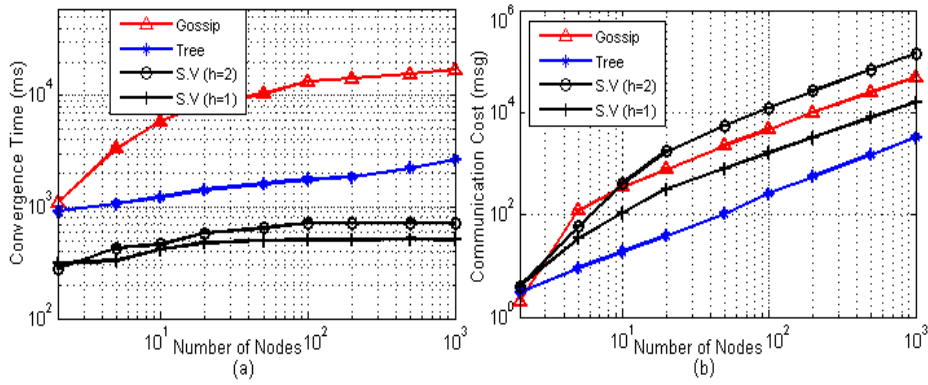 Gossip
Tree
S.V (h=2)
S.V (h=1)
Convergence Time (ms)
10^4
10^3
10^2
10^1
10^2
10^3
Number of Nodes
(a)
Gossip
Tree
S.V (h=2)
S.V (h=1)
Communication Cost (msg)
10^4
10^2
10^0
10^1
10^2
10^3
Number of Nodes
(b)